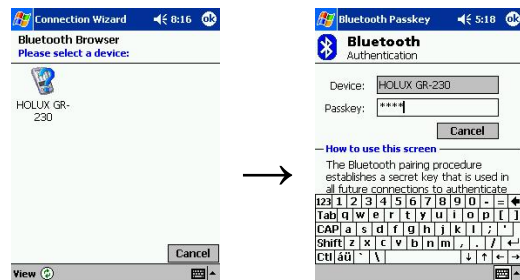 Connection Wizard 8:16 ok
Bluetooth Browser
Please select a device:
HOLUX GR-
230
Cancel
View
Bluetooth Passkey 5:18 ok
Bluetooth
Authentication
Device: HOLUX GR-230
Passkey: ****
Cancel
How to use this screen
The Bluetooth pairing procedure
establishes a secret key that is used in
all future connections to authenticate
123 1 2 3 4 5 6 7 8 9 0 - =
Tab q w e r t y u i o p [ ]
CAP a s d f g h j k l ; '
Shift z x c v b n m , . /
Ctl áü ` \